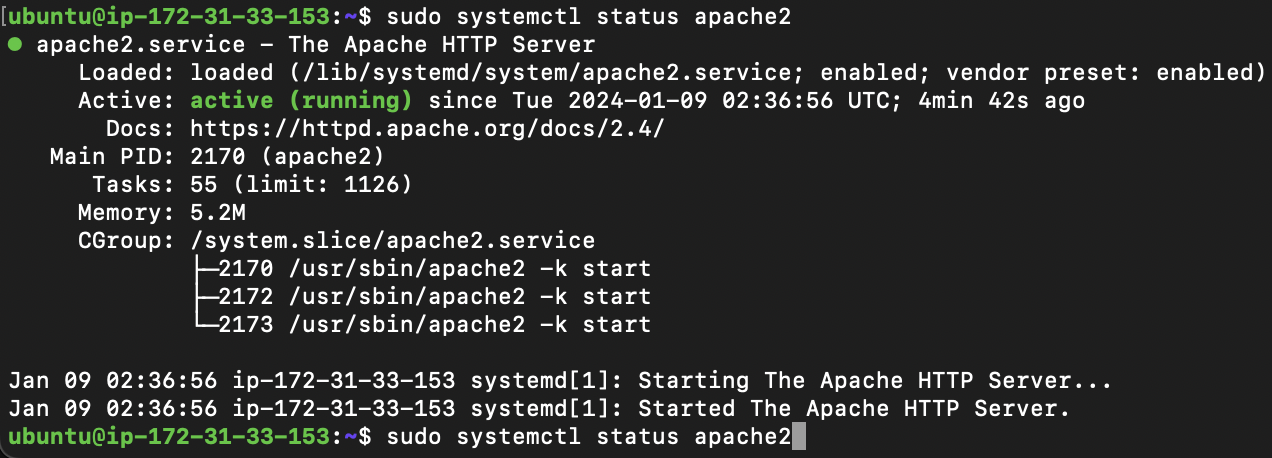 [ubuntu@ip-172-31-33-153:~$ sudo systemctl status apache2
● apache2.service – The Apache HTTP Server
Loaded: loaded (/lib/systemd/system/apache2.service; enabled; vendor preset: enabled)
Active: active (running) since Tue 2024-01-09 02:36:56 UTC; 4min 42s ago
Docs: https://httpd.apache.org/docs/2.4/
Main PID: 2170 (apache2)
Tasks: 55 (limit: 1126)
Memory: 5.2M
CGroup: /system.slice/apache2.service
├─2170 /usr/sbin/apache2 -k start
├─2172 /usr/sbin/apache2 -k start
└─2173 /usr/sbin/apache2 -k start
Jan 09 02:36:56 ip-172-31-33-153 systemd[1]: Starting The Apache HTTP Server...
Jan 09 02:36:56 ip-172-31-33-153 systemd[1]: Started The Apache HTTP Server.
ubuntu@ip-172-31-33-153:~$ sudo systemctl status apache2